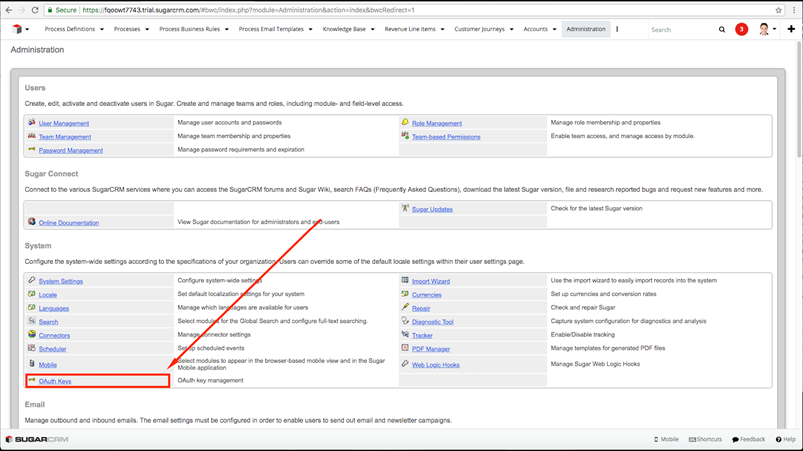 Secure https://fqoowt7743.trial.sugarcrm.com/#bwc/index.php?module=Administration&action=index&bwcRedirect=1
Process Definitions Processes Process Business Rules Process Email Templates Knowledge Base Revenue Line Items Customer Journeys Accounts Administration Search 3
Administration
Users
Create, edit, activate and deactivate users in Sugar. Create and manage teams and roles, including module- and field-level access.
User Management Manage user accounts and passwords Role Management Manage role membership and properties
Team Management Manage team membership and properties Team-based Permissions Enable team access, and manage access by module.
Password Management Manage password requirements and expiration
Sugar Connect
Connect to the various SugarCRM services where you can access the SugarCRM forums and Sugar Wiki, search FAQs (Frequently Asked Questions), download the latest Sugar version, file and research reported bugs and request new features and more.
Sugar Updates Check for the latest Sugar version
Online Documentation View Sugar documentation for administrators and end-users
System
Configure the system-wide settings according to the specifications of your organization. Users can override some of the default locale settings within their user settings page.
System Settings Configure system-wide settings Import Wizard Use the import wizard to easily import records into the system
Locale Set default localization settings for your system Currencies Set up currencies and conversion rates
Languages Manage which languages are available for users Repair Check and repair Sugar
Search Select modules for the Global Search and configure full-text searching. Diagnostic Tool Capture system configuration for diagnostics and analysis
Connectors Manage connector settings Tracker Enable/Disable tracking
Scheduler Set up scheduled events PDF Manager Manage templates for generated PDF files
Mobile Select modules to appear in the browser-based mobile view and in the Sugar Mobile application Web Logic Hooks Manage Sugar Web Logic Hooks
OAuth Keys OAuth key management
Email
Manage outbound and inbound emails. The email settings must be configured in order to enable users to send out email and newsletter campaigns.
SUGARCRM Mobile Shortcuts Feedback Help